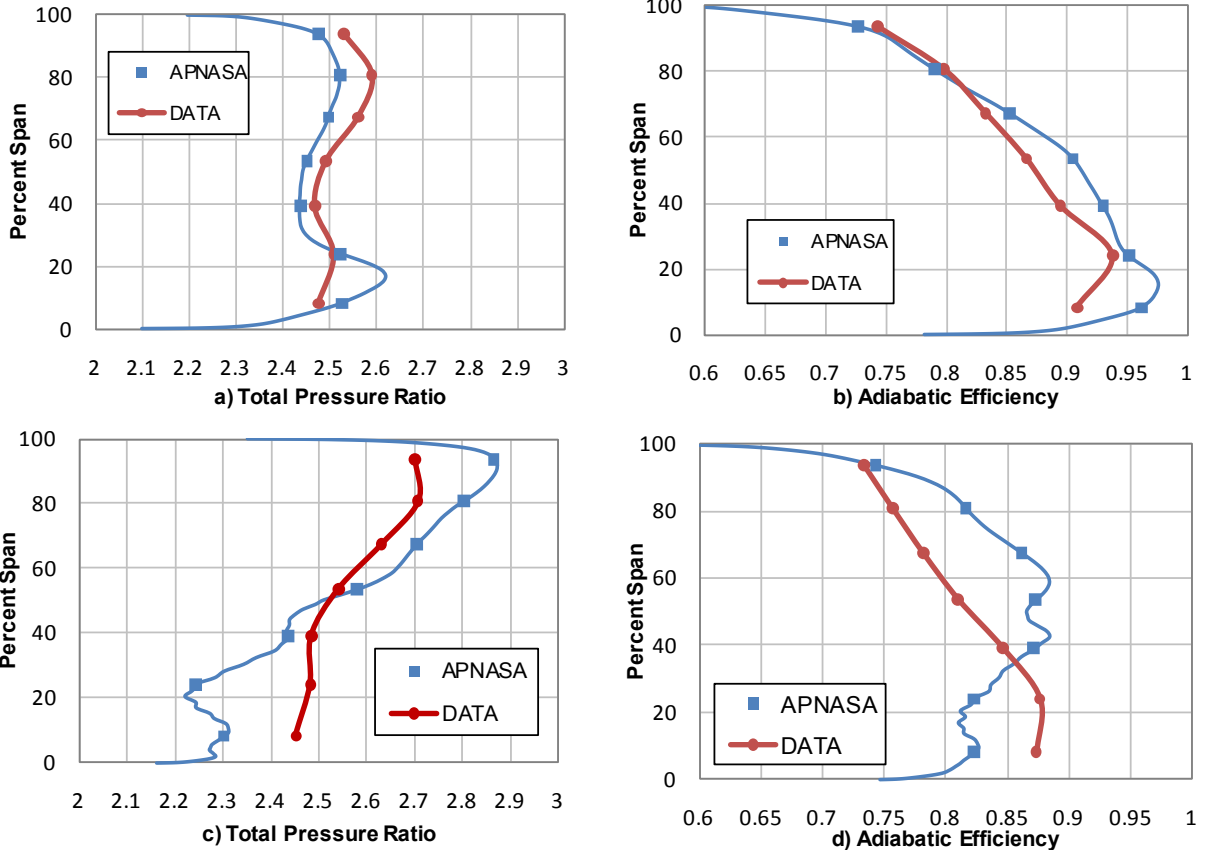 100
80
60
40
20
0
Percent Span
APNASA
DATA
2 2.1 2.2 2.3 2.4 2.5 2.6 2.7 2.8 2.9 3
a) Total Pressure Ratio
100
80
60
40
20
0
Percent Span
APNASA
DATA
0.6 0.65 0.7 0.75 0.8 0.85 0.9 0.95 1
b) Adiabatic Efficiency
100
80
60
40
20
0
Percent Span
APNASA
DATA
2 2.1 2.2 2.3 2.4 2.5 2.6 2.7 2.8 2.9 3
c) Total Pressure Ratio
100
80
60
40
20
0
Percent Span
APNASA
DATA
0.6 0.65 0.7 0.75 0.8 0.85 0.9 0.95 1
d) Adiabatic Efficiency